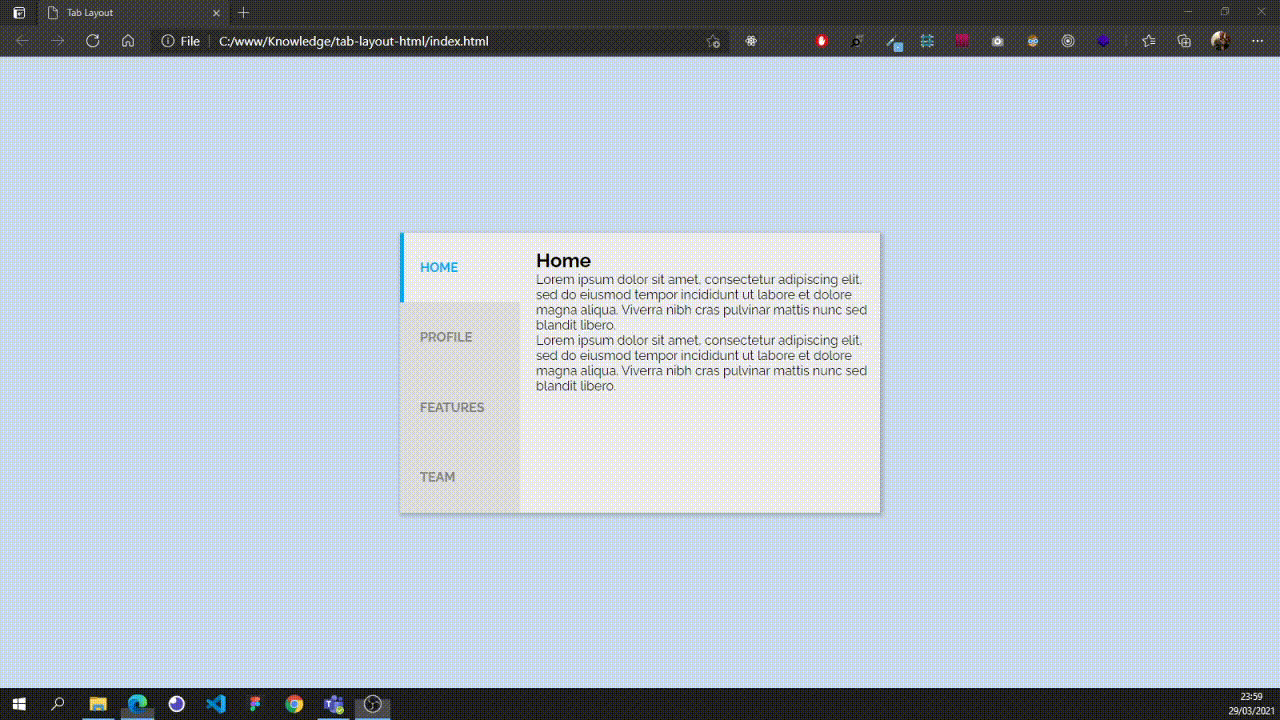 Tab Layout
File
C:/www/Knowledge/tab-layout-html/index.html
HOME
PROFILE
FEATURES
TEAM
Home
Lorem ipsum dolor sit amet, consectetur adipiscing elit,
sed do eiusmod tempor incididunt ut labore et dolore
magna aliqua. Viverra nibh cras pulvinar mattis nunc sed
blandit libero.
Lorem ipsum dolor sit amet, consectetur adipiscing elit,
sed do eiusmod tempor incididunt ut labore et dolore
magna aliqua. Viverra nibh cras pulvinar mattis nunc sed
blandit libero.
23:59
29/03/2021